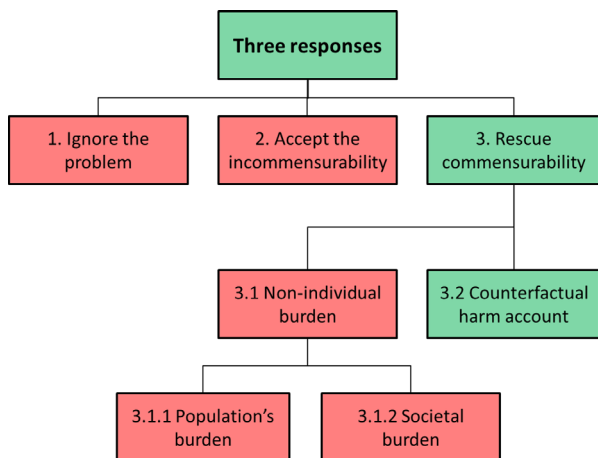 Three responses
1. Ignore the
problem
2. Accept the
incommensurability
3. Rescue
commensurability
3.1 Non-individual
burden
3.2 Counterfactual
harm account
3.1.1 Population’s
burden
3.1.2 Societal
burden